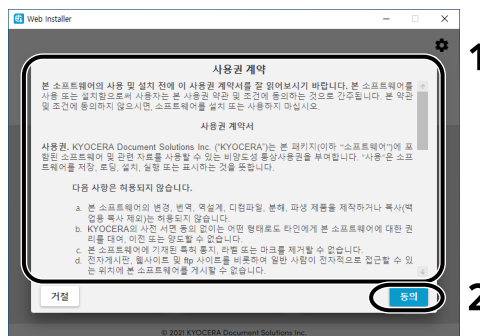 Web Installer
1
사용권 계약
본 소프트웨어의 사용 및 설치 전에 이 사용권 계약서를 잘 읽어보시기 바랍니다. 본 소프트웨어를
사용 또는 설치함으로써 사용자는 본 사용권 약관 및 조건에 동의하는 것으로 간주됩니다. 본 약관
및 조건에 동의하지 않으시면, 소프트웨어를 설치 또는 사용하지 마십시오.
사용권 계약서
사용권. KYOCERA Document Solutions Inc. (“KYOCERA”)는 본 패키지(이하 “소프트웨어”)에 포
함된 소프트웨어 및 관련 자료를 사용할 수 있는 비양도성 통상사용권을 부여합니다. “사용”은 소프
트웨어를 저장, 로딩, 설치, 실행 또는 표시하는 것을 뜻합니다.
다음 사항은 허용되지 않습니다.
a. 본 소프트웨어의 변경, 번역, 역설계, 디컴파일, 분해, 파생 제품을 제작하거나 복사(백
업용 복사 제외)는 허용되지 않습니다.
b. KYOCERA의 사전 서면 동의 없이는 어떤 형태로도 타인에게 본 소프트웨어에 대한 권
리를 대여, 이전 또는 양도할 수 없습니다.
c. 본 소프트웨어에 기재된 특허 통지, 라벨 또는 마크를 제거할 수 없습니다.
d. 전자게시판, 웹사이트 및 ftp 사이트를 비롯하여 일반 사람이 전자적으로 접근할 수 있
는 위치에 본 소프트웨어를 게시할 수 없습니다.
2
거절 동의
© 2021 KYOCERA Document Solutions Inc.